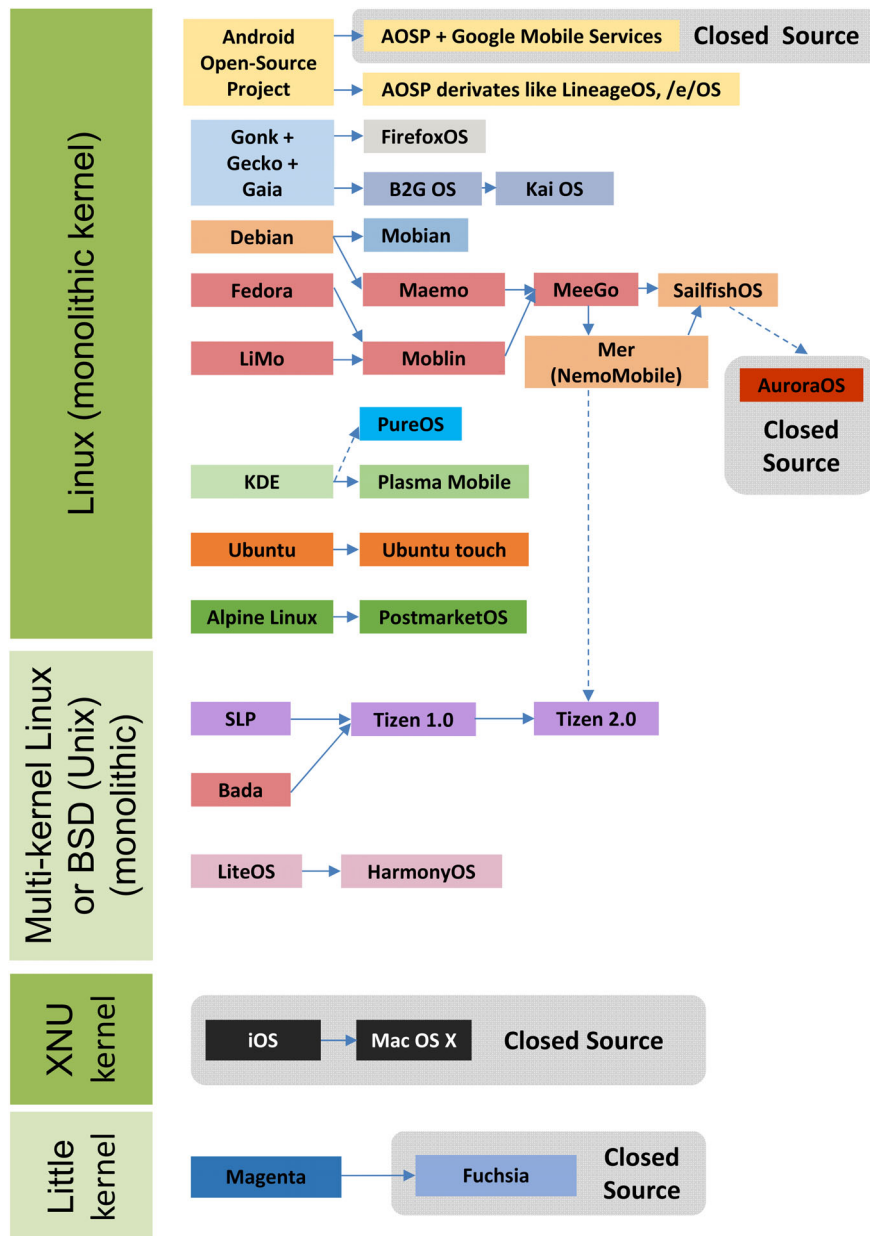 Linux (monolithic kernel)
Android
Open-Source
Project
AOSP + Google Mobile Services
Closed Source
AOSP derivates like LineageOS, /e/OS
Gonk +
Gecko +
Gaia
FirefoxOS
B2G OS
Kai OS
Debian
Mobian
Fedora
Maemo
MeeGo
SailfishOS
LiMo
Moblin
Mer
(NemoMobile)
AuroraOS
Closed
Source
PureOS
KDE
Plasma Mobile
Ubuntu
Ubuntu touch
Alpine Linux
PostmarketOS
Multi-kernel Linux
or BSD (Unix)
(monolithic)
SLP
Tizen 1.0
Tizen 2.0
Bada
LiteOS
HarmonyOS
XNU
kernel
iOS
Mac OS X
Closed Source
Little
kernel
Magenta
Fuchsia
Closed
Source